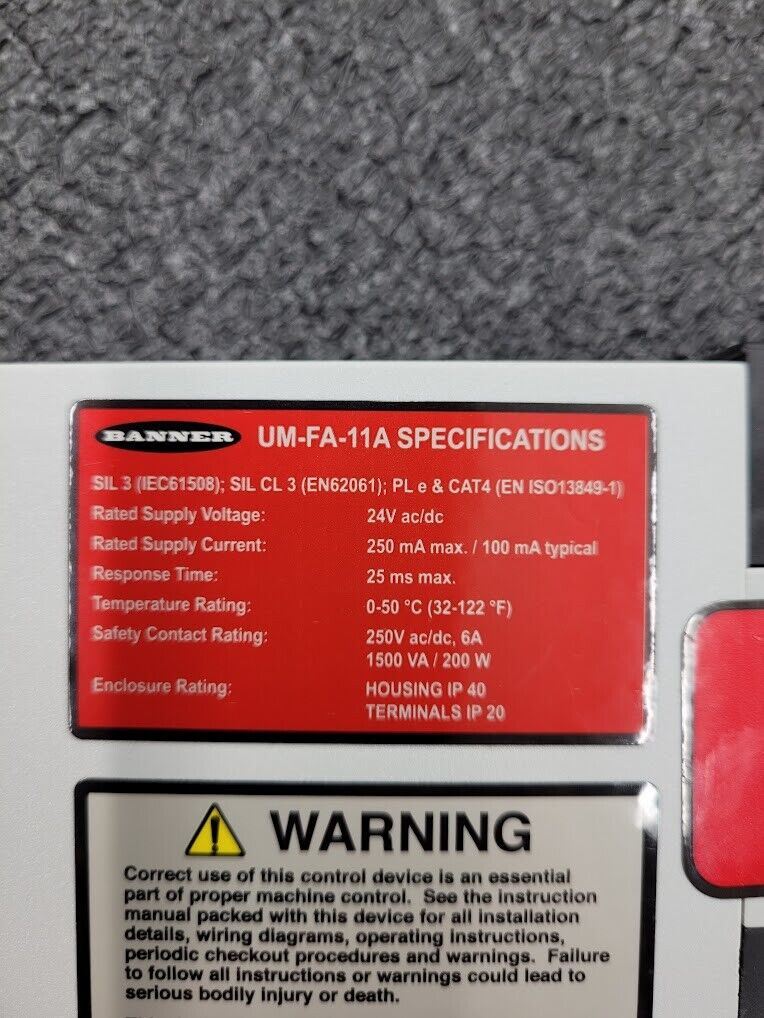 BANNER UM-FA-11A SPECIFICATIONS
SIL 3 (IEC61508); SIL CL 3 (EN62061); PL e & CAT4 (EN ISO13849-1)
Rated Supply Voltage: 24V ac/dc
Rated Supply Current: 250 mA max. / 100 mA typical
Response Time: 25 ms max.
Temperature Rating: 0-50 °C (32-122 °F)
Safety Contact Rating: 250V ac/dc, 6A
1500 VA / 200 W
Enclosure Rating: HOUSING IP 40
TERMINALS IP 20
WARNING
Correct use of this control device is an essential
part of proper machine control. See the instruction
manual packed with this device for all installation
details, wiring diagrams, operating instructions,
periodic checkout procedures and warnings. Failure
to follow all instructions or warnings could lead to
serious bodily injury or death.